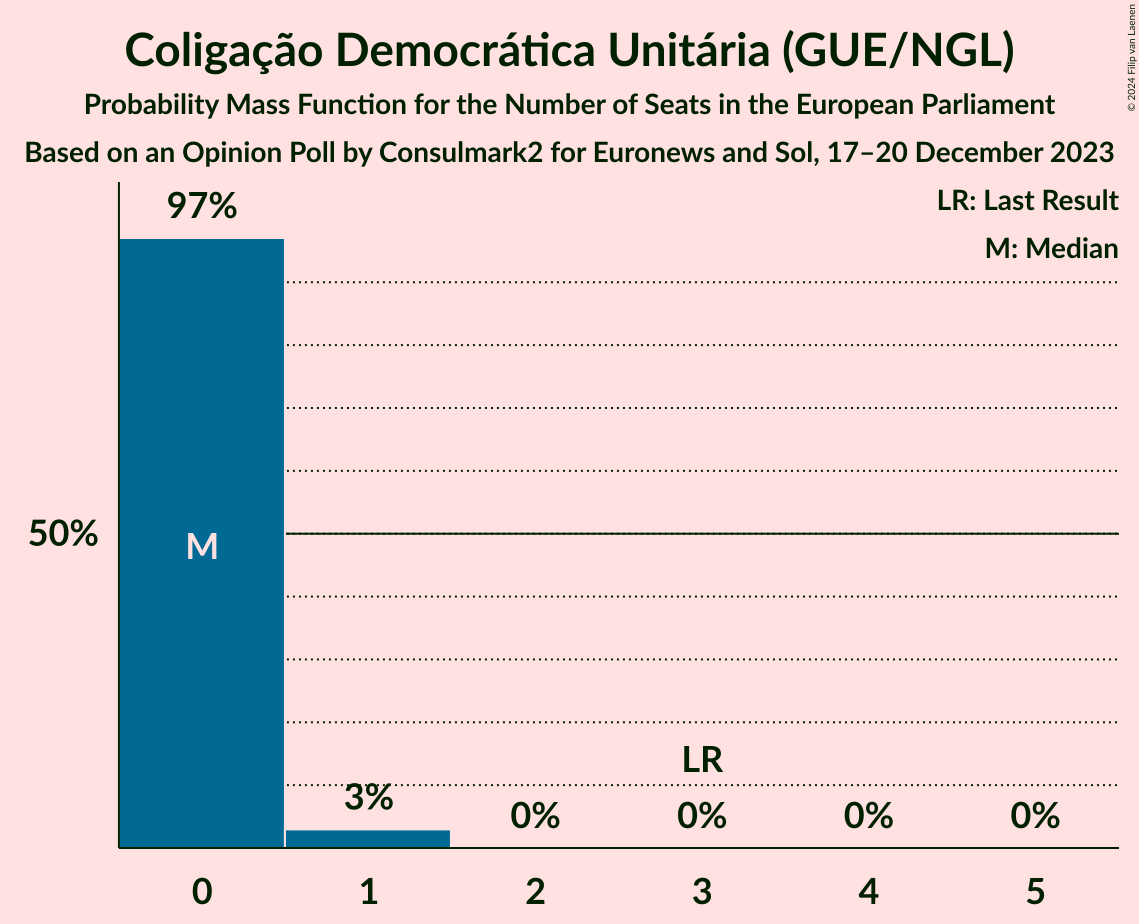 Coligação Democrática Unitária (GUE/NGL)
Probability Mass Function for the Number of Seats in the European Parliament
Based on an Opinion Poll by Consulmark2 for Euronews and Sol, 17–20 December 2023
© 2024 Filip van Laenen
LR: Last Result
M: Median
97%
50%
M
LR
3%
0%
0%
0%
0%
0
1
2
3
4
5